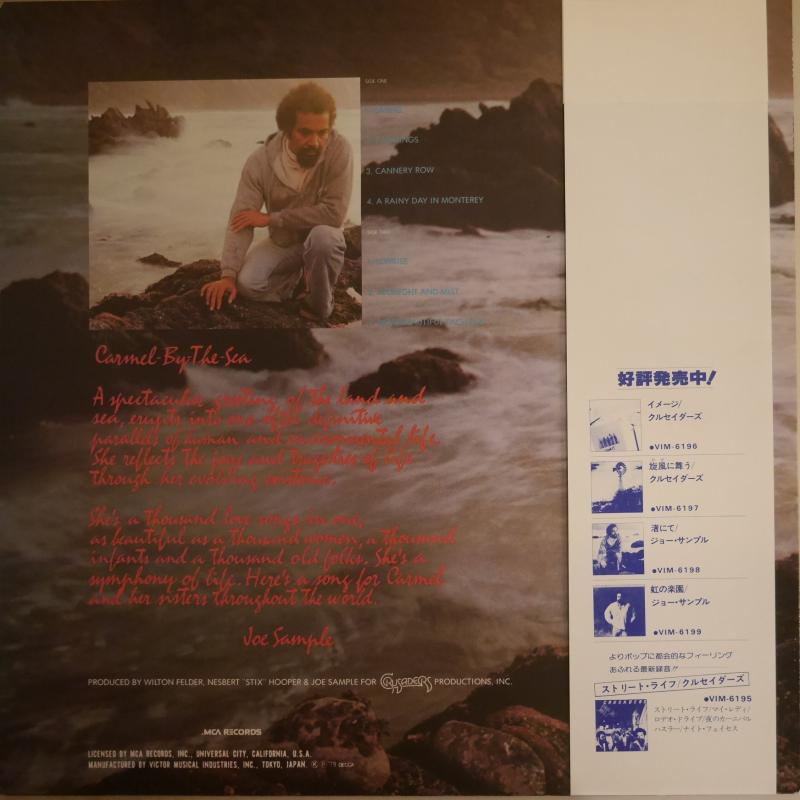 SIDE ONE
3. CANNERY ROW
4. A RAINY DAY IN MONTEREY
SIDE TWO
2. MIDNIGHT AND MIST
Carmel-By-The-Sea
A spectacular greeting of the land and
sea, erupts into one of the definitive
parallels of human and environmental life.
She reflects the joys and tragedies of life
through her evolving existence.
She's a thousand love songs in one,
as beautiful as a thousand women, a thousand
infants and a thousand old folks. She's a
symphony of life. Here's a song for Carmel
and her sisters throughout the world.
Joe Sample
PRODUCED BY WILTON FELDER, NESBERT "STIX" HOOPER & JOE SAMPLE FOR CRUSADERS PRODUCTIONS, INC.
MCA RECORDS
LICENSED BY MCA RECORDS, INC., UNIVERSAL CITY, CALIFORNIA, U.S.A.
MANUFACTURED BY VICTOR MUSICAL INDUSTRIES, INC., TOKYO, JAPAN.
好評発売中!
イメージ/
クルセイダーズ
●VIM-6196
旋風に舞う/
クルセイダーズ
●VIM-6197
渚にて/
ジョー・サンプル
●VIM-6198
虹の楽園/
ジョー・サンプル
●VIM-6199
よりポップに都会的なフィーリング
あふれる最新録音!!
ストリート・ライフ/クルセイダーズ
●VIM-6195
ストリート・ライフ/マイ・レディ/
ロデオ・ドライブ/夜のカーニバル
ハスラー/ナイト・フェイセス